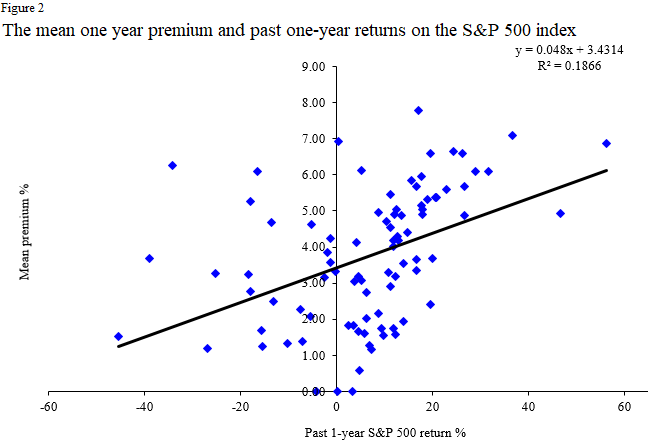 Figure 2
The mean one year premium and past one-year returns on the S&P 500 index
y = 0.048x + 3.4314
R² = 0.1866
9.00
8.00
7.00
6.00
5.00
4.00
3.00
2.00
1.00
0.00
Mean premium %
-60 -40 -20 0 20 40 60
Past 1-year S&P 500 return %